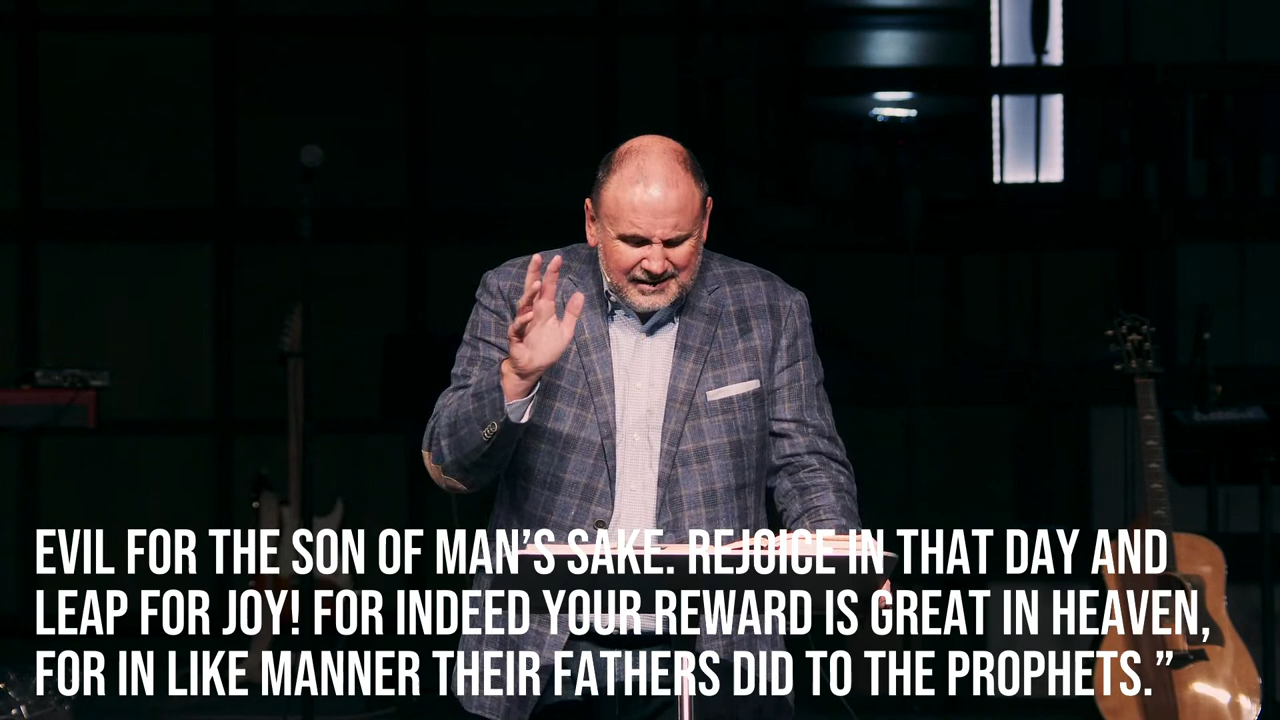 EVIL FOR THE SON OF MAN’S SAKE. REJOICE IN THAT DAY AND
LEAP FOR JOY! FOR INDEED YOUR REWARD IS GREAT IN HEAVEN,
FOR IN LIKE MANNER THEIR FATHERS DID TO THE PROPHETS.”